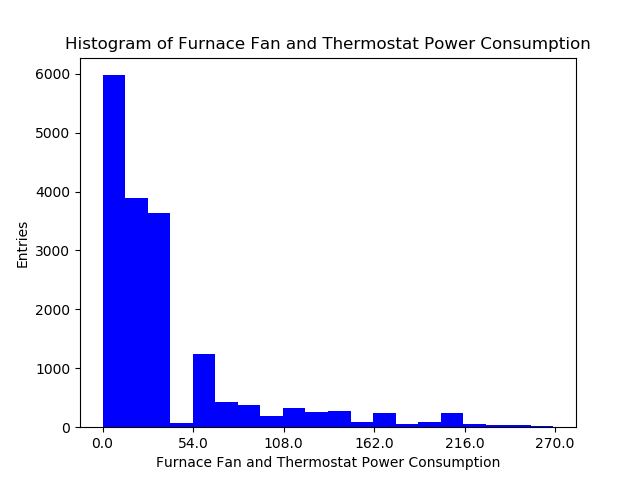 Histogram of Furnace Fan and Thermostat Power Consumption
6000
5000
4000
3000
2000
1000
0
Entries
0.0 54.0 108.0 162.0 216.0 270.0
Furnace Fan and Thermostat Power Consumption